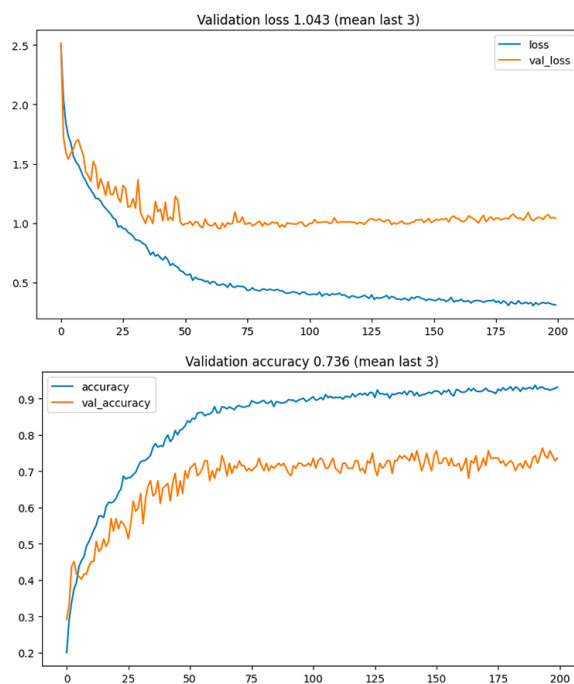 Validation loss 1.043 (mean last 3)
2.5
2.0
1.5
1.0
0.5
loss
val_loss
0 25 50 75 100 125 150 175 200
Validation accuracy 0.736 (mean last 3)
0.9
0.8
0.7
0.6
0.5
0.4
0.3
0.2
accuracy
val_accuracy
0 25 50 75 100 125 150 175 200